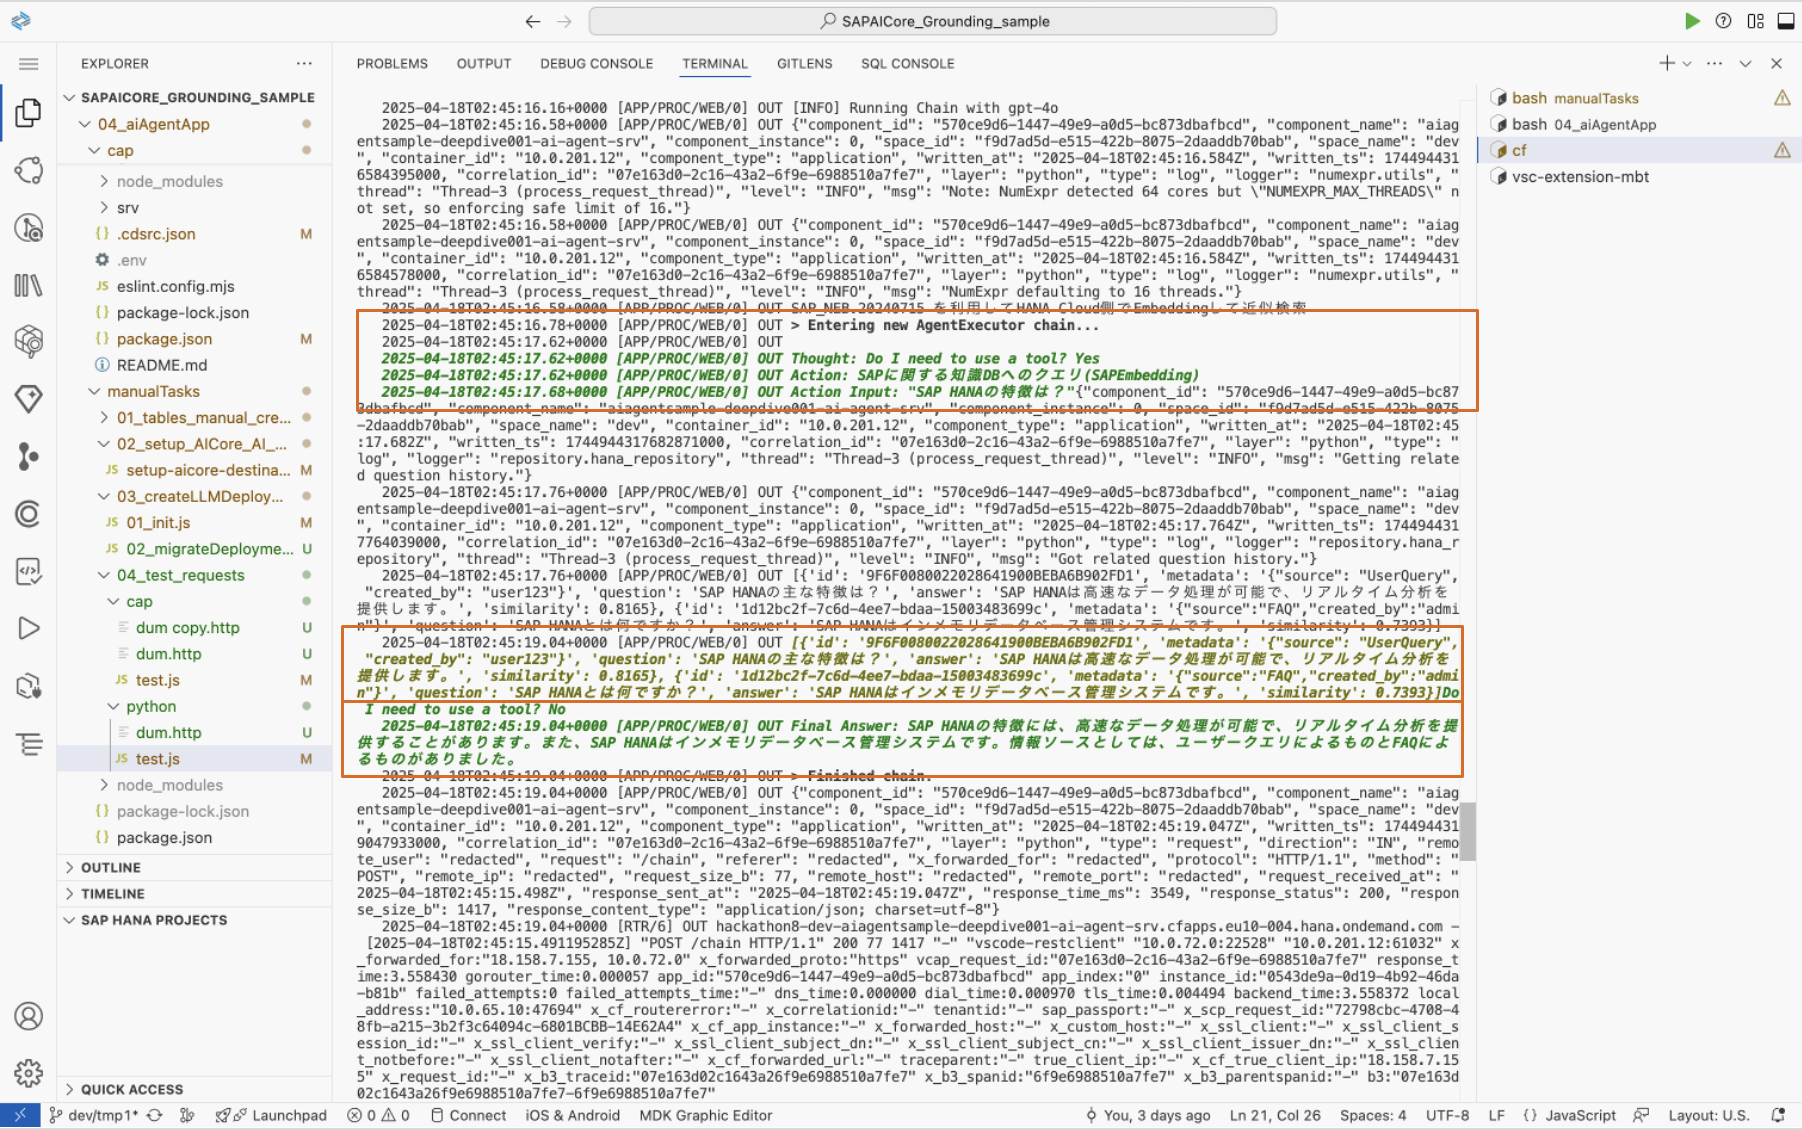 SAPAICore_Grounding_sample
EXPLORER
SAPAICORE_GROUNDING_SAMPLE
04_aiAgentApp
cap
node_modules
srv
.cdsrc.json M
.env
eslint.config.mjs
package-lock.json
package.json M
README.md
manualTasks
01_tables_manual_cre...
02_setup_AICore_AI_...
setup-aicore-destina... M
03_createLLMDeploy...
01_init.js M
02_migrateDeployme... U
04_test_requests
cap
dum copy.http U
dum.http U
test.js M
python
dum.http U
test.js M
node_modules
package-lock.json
package.json
OUTLINE
TIMELINE
SAP HANA PROJECTS
QUICK ACCESS
PROBLEMS OUTPUT DEBUG CONSOLE TERMINAL GITLENS SQL CONSOLE
2025-04-18T02:45:16.16+0000 [APP/PROC/WEB/0] OUT [INFO] Running Chain with gpt-4o
2025-04-18T02:45:16.58+0000 [APP/PROC/WEB/0] OUT {"component_id": "570ce9d6-1447-49e9-a0d5-bc873dbafbcd", "component_name": "aiag
entsample-deepdive001-ai-agent-srv", "component_instance": 0, "space_id": "f9d7ad5d-e515-422b-8075-2daaddb70bab", "space_name": "dev
", "container_id": "10.0.201.12", "component_type": "application", "written_at": "2025-04-18T02:45:16.584Z", "written_ts": 174494431
6584395000, "correlation_id": "07e163d0-2c16-43a2-6f9e-6988510a7fe7", "layer": "python", "type": "log", "logger": "numexpr.utils", "
thread": "Thread-3 (process_request_thread)", "level": "INFO", "msg": "Note: NumExpr detected 64 cores but \"NUMEXPR_MAX_THREADS\" n
ot set, so enforcing safe limit of 16."}
2025-04-18T02:45:16.58+0000 [APP/PROC/WEB/0] OUT {"component_id": "570ce9d6-1447-49e9-a0d5-bc873dbafbcd", "component_name": "aiag
entsample-deepdive001-ai-agent-srv", "component_instance": 0, "space_id": "f9d7ad5d-e515-422b-8075-2daaddb70bab", "space_name": "dev
", "container_id": "10.0.201.12", "component_type": "application", "written_at": "2025-04-18T02:45:16.584Z", "written_ts": 174494431
6584578000, "correlation_id": "07e163d0-2c16-43a2-6f9e-6988510a7fe7", "layer": "python", "type": "log", "logger": "numexpr.utils", "
thread": "Thread-3 (process_request_thread)", "level": "INFO", "msg": "NumExpr defaulting to 16 threads."}
2025-04-18T02:45:16.58+0000 [APP/PROC/WEB/0] OUT SAP_NEB.20240715 を利用してHANA Cloud側でEmbeddingして近似検索
2025-04-18T02:45:16.78+0000 [APP/PROC/WEB/0] OUT > Entering new AgentExecutor chain...
2025-04-18T02:45:17.62+0000 [APP/PROC/WEB/0] OUT
2025-04-18T02:45:17.62+0000 [APP/PROC/WEB/0] OUT Thought: Do I need to use a tool? Yes
2025-04-18T02:45:17.62+0000 [APP/PROC/WEB/0] OUT Action: SAPに関する知識DBへのクエリ(SAPEmbedding)
2025-04-18T02:45:17.68+0000 [APP/PROC/WEB/0] OUT Action Input: "SAP HANAの特徴は？"{"component_id": "570ce9d6-1447-49e9-a0d5-bc87
3dbafbcd", "component_name": "aiagentsample-deepdive001-ai-agent-srv", "component_instance": 0, "space_id": "f9d7ad5d-e515-422b-8075
-2daaddb70bab", "space_name": "dev", "container_id": "10.0.201.12", "component_type": "application", "written_at": "2025-04-18T02:45
:17.682Z", "written_ts": 1744944317682871000, "correlation_id": "07e163d0-2c16-43a2-6f9e-6988510a7fe7", "layer": "python", "type": "
log", "logger": "repository.hana_repository", "thread": "Thread-3 (process_request_thread)", "level": "INFO", "msg": "Getting relate
d question history."}
2025-04-18T02:45:17.76+0000 [APP/PROC/WEB/0] OUT {"component_id": "570ce9d6-1447-49e9-a0d5-bc873dbafbcd", "component_name": "aiag
entsample-deepdive001-ai-agent-srv", "component_instance": 0, "space_id": "f9d7ad5d-e515-422b-8075-2daaddb70bab", "space_name": "dev
", "container_id": "10.0.201.12", "component_type": "application", "written_at": "2025-04-18T02:45:17.764Z", "written_ts": 174494431
7764039000, "correlation_id": "07e163d0-2c16-43a2-6f9e-6988510a7fe7", "layer": "python", "type": "log", "logger": "repository.hana_r
epository", "thread": "Thread-3 (process_request_thread)", "level": "INFO", "msg": "Got related question history."}
2025-04-18T02:45:17.76+0000 [APP/PROC/WEB/0] OUT [{'id': '9F6F0080022028641900BEBA6B902FD1', 'metadata': '{"source": "UserQuery",
"created_by": "user123"}', 'question': 'SAP HANAの主な特徴は？', 'answer': 'SAP HANAは高速なデータ処理が可能で、リアルタイム分析を
提供します。', 'similarity': 0.8165}, {'id': '1d12bc2f-7c6d-4ee7-bdaa-15003483699c', 'metadata': '{"source":"FAQ","created_by":"admi
n"}', 'question': 'SAP HANAとは何ですか？', 'answer': 'SAP HANAはインメモリデータベース管理システムです。', 'similarity': 0.7393}]
2025-04-18T02:45:19.04+0000 [APP/PROC/WEB/0] OUT [{'id': '9F6F0080022028641900BEBA6B902FD1', 'metadata': '{"source": "UserQuery",
"created_by": "user123"}', 'question': 'SAP HANAの主な特徴は？', 'answer': 'SAP HANAは高速なデータ処理が可能で、リアルタイム分析を
提供します。', 'similarity': 0.8165}, {'id': '1d12bc2f-7c6d-4ee7-bdaa-15003483699c', 'metadata': '{"source":"FAQ","created_by":"admi
n"}', 'question': 'SAP HANAとは何ですか？', 'answer': 'SAP HANAはインメモリデータベース管理システムです。', 'similarity': 0.7393}]Do
I need to use a tool? No
2025-04-18T02:45:19.04+0000 [APP/PROC/WEB/0] OUT Final Answer: SAP HANAの特徴には、高速なデータ処理が可能で、リアルタイム分析を提
供することがあります。また、SAP HANAはインメモリデータベース管理システムです。情報ソースとしては、ユーザークエリによるものとFAQによ
るものがありました。
2025-04-18T02:45:19.04+0000 [APP/PROC/WEB/0] OUT > Finished chain.
2025-04-18T02:45:19.04+0000 [APP/PROC/WEB/0] OUT {"component_id": "570ce9d6-1447-49e9-a0d5-bc873dbafbcd", "component_name": "aiag
entsample-deepdive001-ai-agent-srv", "component_instance": 0, "space_id": "f9d7ad5d-e515-422b-8075-2daaddb70bab", "space_name": "dev
", "container_id": "10.0.201.12", "component_type": "application", "written_at": "2025-04-18T02:45:19.047Z", "written_ts": 174494431
9047933000, "correlation_id": "07e163d0-2c16-43a2-6f9e-6988510a7fe7", "layer": "python", "type": "request", "direction": "IN", "remo
te_user": "redacted", "request": "/chain", "referer": "redacted", "x_forwarded_for": "redacted", "protocol": "HTTP/1.1", "method": "
POST", "remote_ip": "redacted", "request_size_b": 77, "remote_host": "redacted", "remote_port": "redacted", "request_received_at": "
2025-04-18T02:45:15.498Z", "response_sent_at": "2025-04-18T02:45:19.047Z", "response_time_ms": 3549, "response_status": 200, "respon
se_size_b": 1417, "response_content_type": "application/json; charset=utf-8"}
2025-04-18T02:45:19.04+0000 [RTR/6] OUT hackathon8-dev-aiagentsample-deepdive001-ai-agent-srv.cfapps.eu10-004.hana.ondemand.com -
[2025-04-18T02:45:15.491195285Z] "POST /chain HTTP/1.1" 200 77 1417 "-" "vscode-restclient" "10.0.72.0:22528" "10.0.201.12:61032" x
_forwarded_for:"18.158.7.155, 10.0.72.0" x_forwarded_proto:"https" vcap_request_id:"07e163d0-2c16-43a2-6f9e-6988510a7fe7" response_t
ime:3.558430 gorouter_time:0.000057 app_id:"570ce9d6-1447-49e9-a0d5-bc873dbafbcd" app_index:"0" instance_id:"0543de9a-0d19-4b92-46da
-b81b" failed_attempts:0 failed_attempts_time:"-" dns_time:0.000000 dial_time:0.000970 tls_time:0.004494 backend_time:3.558372 local
_address:"10.0.65.10:47694" x_cf_routererror:"-" x_correlationid:"-" tenantid:"-" sap_passport:"-" x_scp_request_id:"72798cbc-4708-4
8fb-a215-3b2f3c64094c-6801BCBB-14E62A4" x_cf_app_instance:"-" x_forwarded_host:"-" x_custom_host:"-" x_ssl_client:"-" x_ssl_client_s
ession_id:"-" x_ssl_client_verify:"-" x_ssl_client_subject_dn:"-" x_ssl_client_subject_cn:"-" x_ssl_client_issuer_dn:"-" x_ssl_clien
t_notbefore:"-" x_ssl_client_notafter:"-" x_cf_forwarded_url:"-" traceparent:"-" true_client_ip:"-" x_cf_true_client_ip:"18.158.7.15
5" x_request_id:"-" x_b3_traceid:"07e163d02c1643a26f9e6988510a7fe7" x_b3_spanid:"6f9e6988510a7fe7" x_b3_parentspanid:"-" b3:"07e163d
02c1643a26f9e6988510a7fe7-6f9e6988510a7fe7"
bash manualTasks
bash 04_aiAgentApp
cf
vsc-extension-mbt
dev/tmp1* Launchpad 0 0 Connect iOS & Android MDK Graphic Editor You, 3 days ago Ln 21, Col 26 Spaces: 4 UTF-8 LF {} JavaScript Layout: U.S.